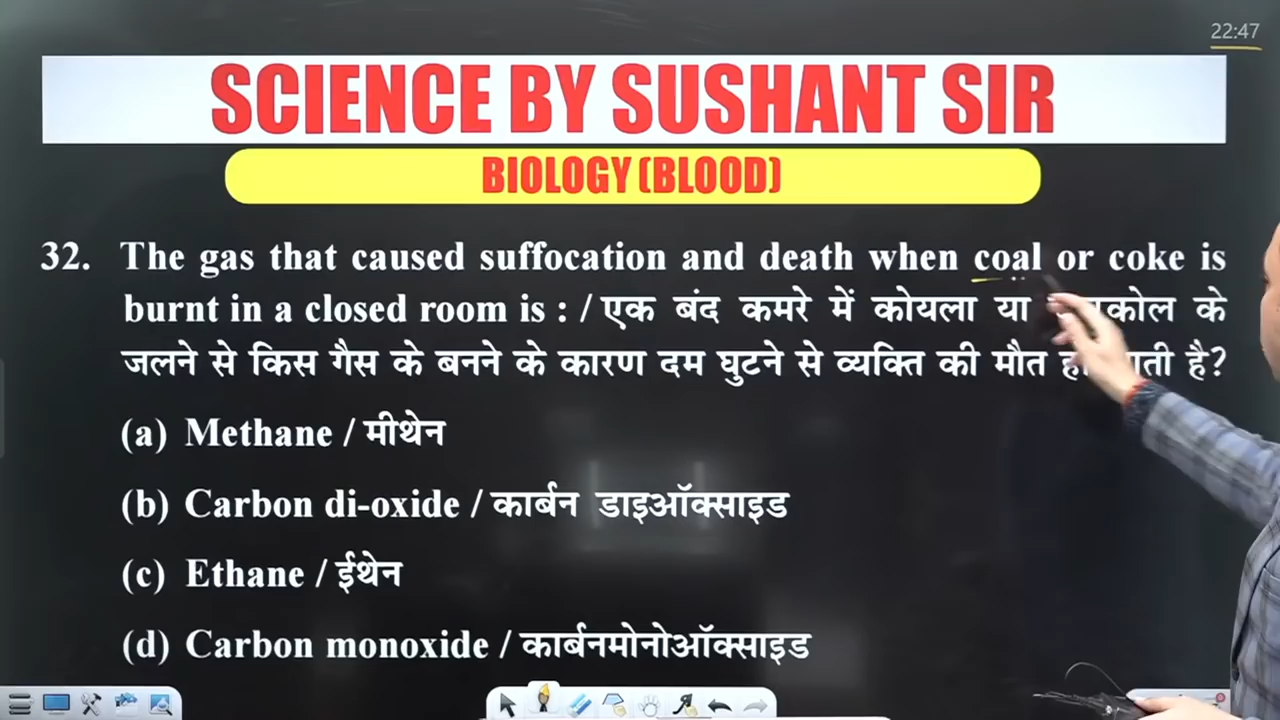 22:47
SCIENCE BY SUSHANT SIR
BIOLOGY (BLOOD)
32. The gas that caused suffocation and death when coal or coke is
burnt in a closed room is : / एक बंद कमरे में कोयला या के
जलने से किस गैस के बनने के कारण दम घुटने से व्यक्ति की मौत है?
(a) Methane / मीथेन
(b) Carbon di-oxide / कार्बन डाइऑक्साइड
(c) Ethane / ईथेन
(d) Carbon monoxide / कार्बनमोनोऑक्साइड